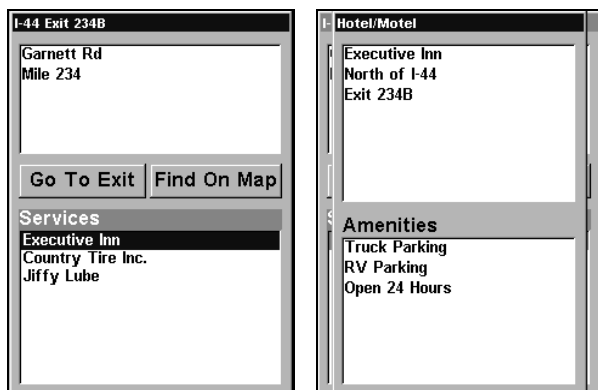 I-44 Exit 234B
Garnett Rd
Mile 234
Go To Exit
Find On Map
Services
Executive Inn
Country Tire Inc.
Jiffy Lube
I-
Hotel/Motel
Executive Inn
North of I-44
Exit 234B
Amenities
Truck Parking
RV Parking
Open 24 Hours